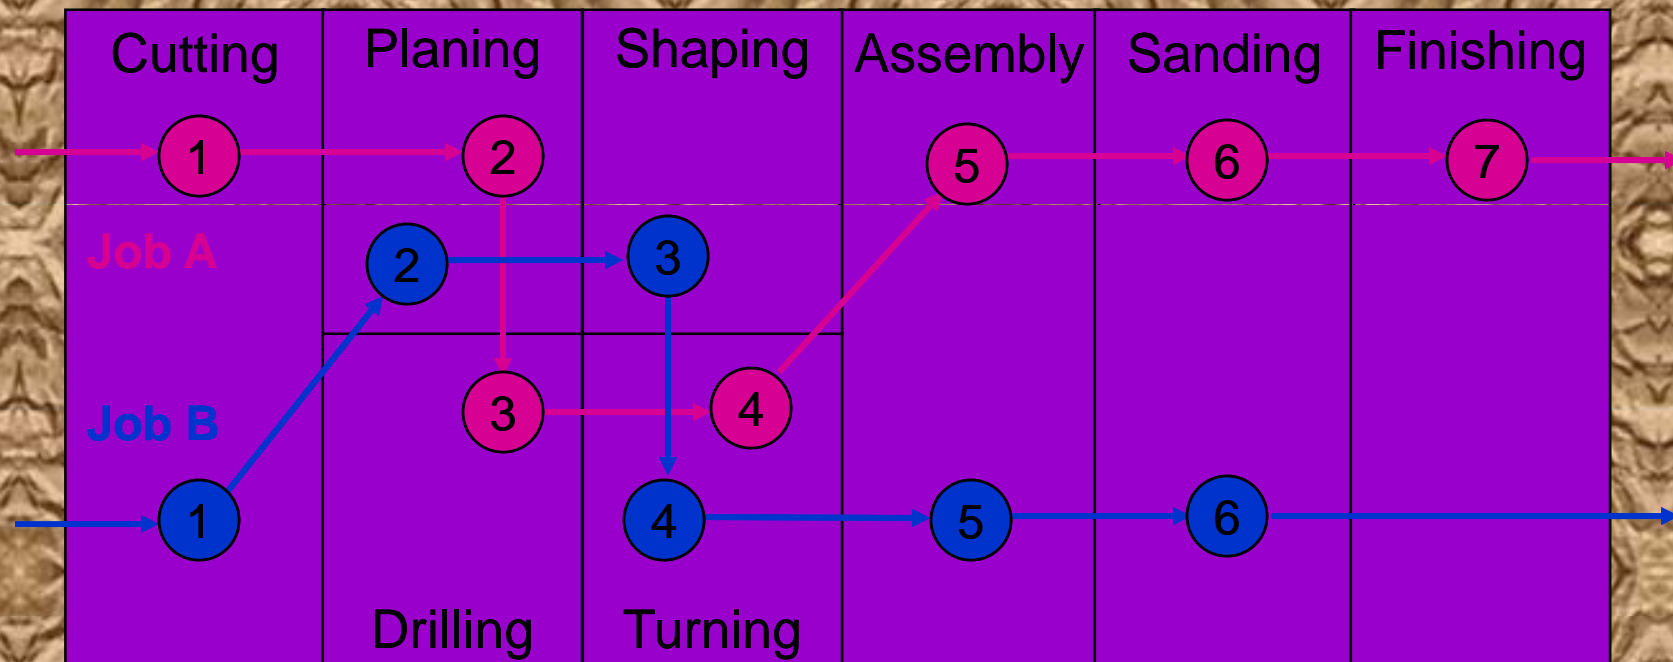 Cutting
Planing
Shaping
Assembly
Sanding
Finishing
1
2
5
6
7
Job A
2
3
Job B
3
4
1
4
5
6
Drilling
Turning